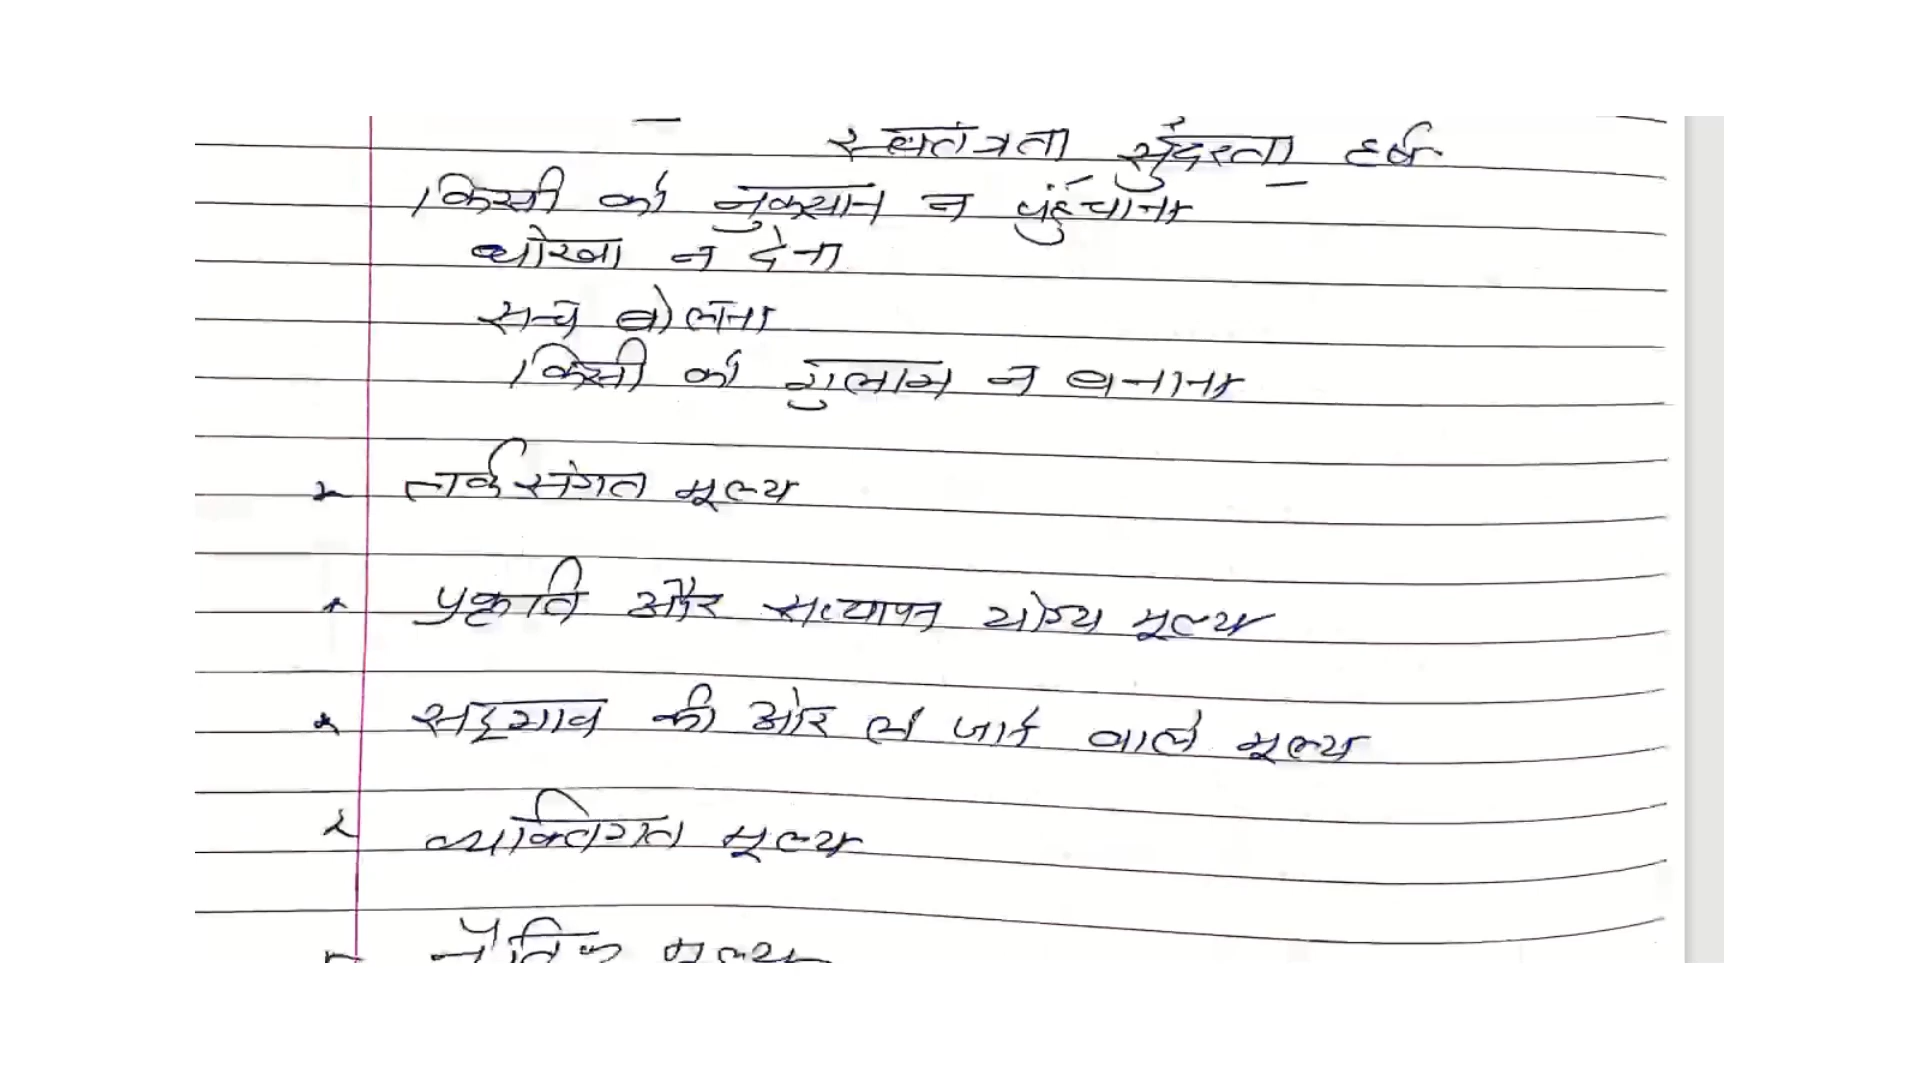 स्वतंत्रता सुंदरता हर्ष
किसी को नुकसान न पहुंचाना
धोखा न देना
सच बोलना
किसी को गुलाम न बनाना
तर्कसंगत मूल्य
प्रकृति और सत्यापन योग्य मूल्य
सद्भाव की ओर ले जाने वाले मूल्य
व्यक्तिगत मूल्य
नैतिक मूल्य